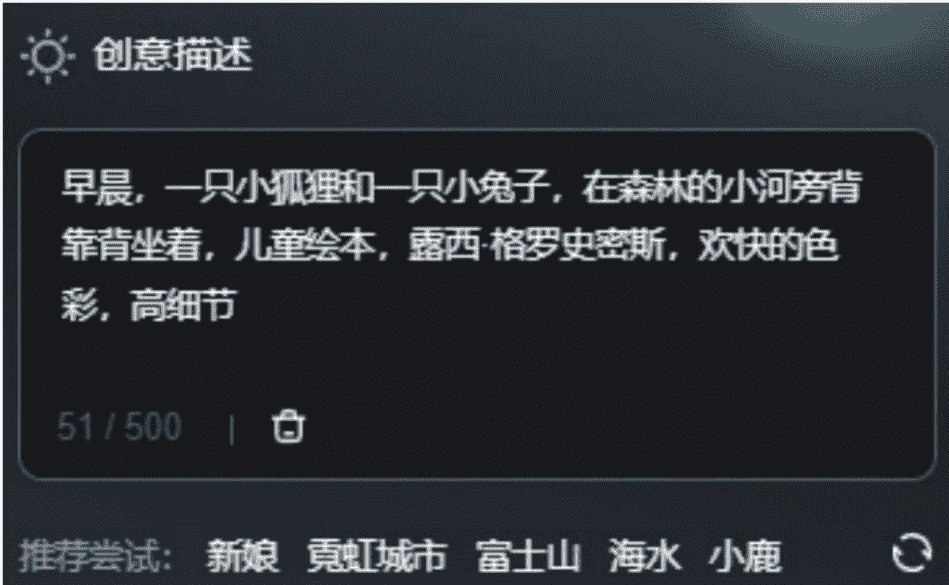 创意描述
早晨，一只小狐狸和一只小兔子，在森林的小河旁背
靠背坐着，儿童绘本，露西·格罗史密斯，欢快的色
彩，高细节
51 / 500
推荐尝试： 新娘 霓虹城市 富士山 海水 小鹿